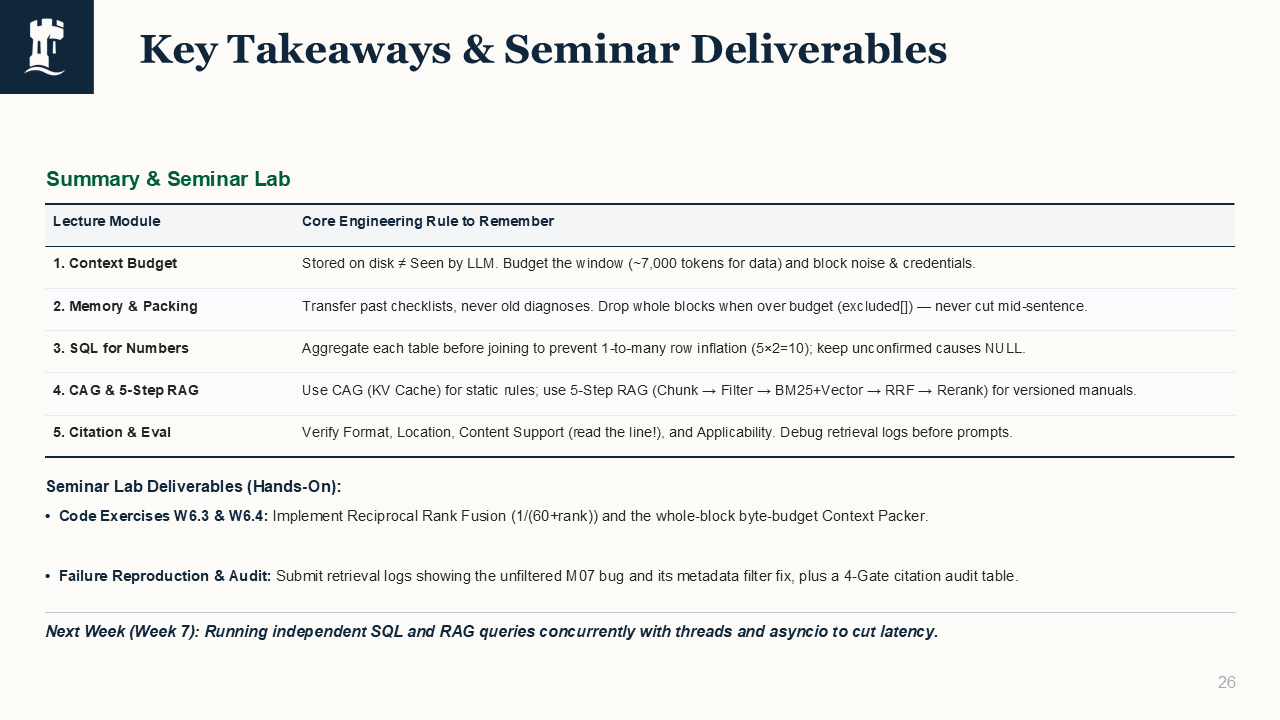 Key Takeaways & Seminar Deliverables
Summary & Seminar Lab
Lecture Module Core Engineering Rule to Remember
1. Context Budget Stored on disk ≠ Seen by LLM. Budget the window (~7,000 tokens for data) and block noise & credentials.
2. Memory & Packing Transfer past checklists, never old diagnoses. Drop whole blocks when over budget (excluded[]) — never cut mid-sentence.
3. SQL for Numbers Aggregate each table before joining to prevent 1-to-many row inflation (5×2=10); keep unconfirmed causes NULL.
4. CAG & 5-Step RAG Use CAG (KV Cache) for static rules; use 5-Step RAG (Chunk → Filter → BM25+Vector → RRF → Rerank) for versioned manuals.
5. Citation & Eval Verify Format, Location, Content Support (read the line!), and Applicability. Debug retrieval logs before prompts.
Seminar Lab Deliverables (Hands-On):
• Code Exercises W6.3 & W6.4: Implement Reciprocal Rank Fusion (1/(60+rank)) and the whole-block byte-budget Context Packer.
• Failure Reproduction & Audit: Submit retrieval logs showing the unfiltered M07 bug and its metadata filter fix, plus a 4-Gate citation audit table.
Next Week (Week 7): Running independent SQL and RAG queries concurrently with threads and asyncio to cut latency.
26